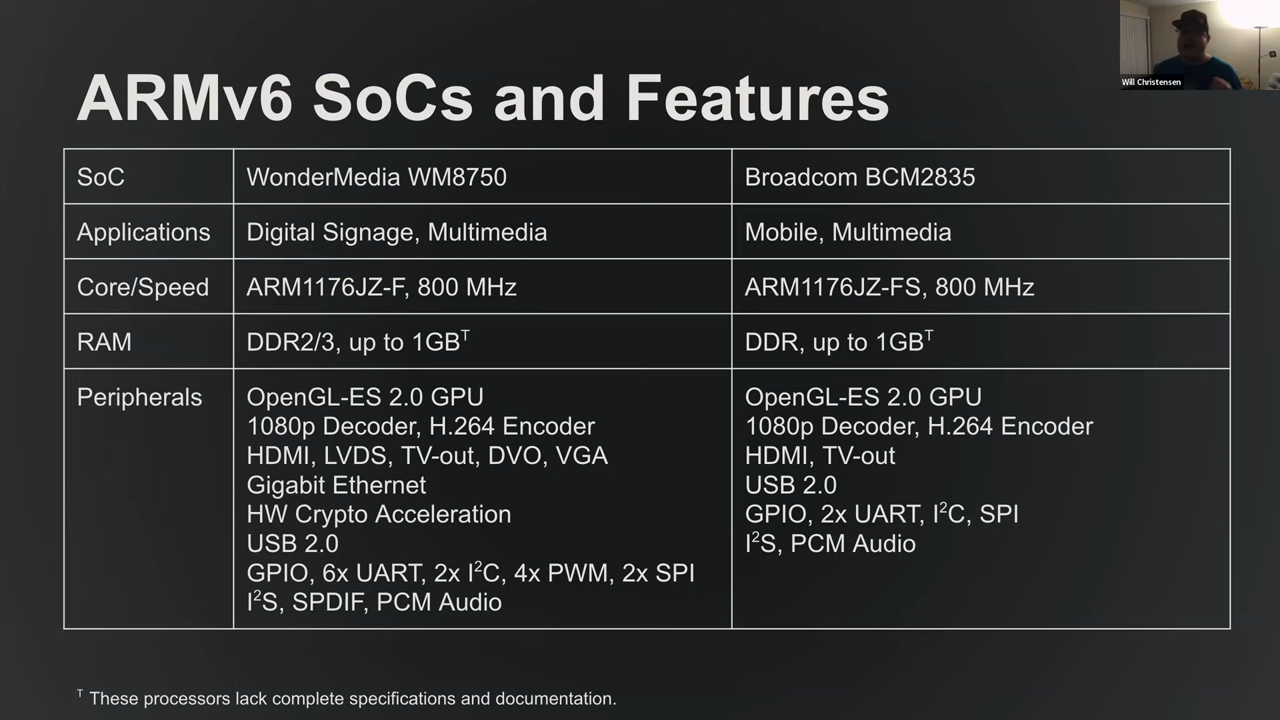 ARMv6 SoCs and Features
Will Christensen
SoC
WonderMedia WM8750
Broadcom BCM2835
Applications
Digital Signage, Multimedia
Mobile, Multimedia
Core/Speed
ARM1176JZ-F, 800 MHz
ARM1176JZ-FS, 800 MHz
RAM
DDR2/3, up to 1GBᵀ
DDR, up to 1GBᵀ
Peripherals
OpenGL-ES 2.0 GPU
1080p Decoder, H.264 Encoder
HDMI, LVDS, TV-out, DVO, VGA
Gigabit Ethernet
HW Crypto Acceleration
USB 2.0
GPIO, 6x UART, 2x I²C, 4x PWM, 2x SPI
I²S, SPDIF, PCM Audio
OpenGL-ES 2.0 GPU
1080p Decoder, H.264 Encoder
HDMI, TV-out
USB 2.0
GPIO, 2x UART, I²C, SPI
I²S, PCM Audio
ᵀ These processors lack complete specifications and documentation.